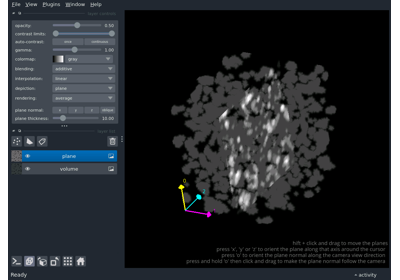 File View Plugins Window Help
opacity: 0.50
contrast limits:
auto-contrast: once continuous
gamma: 1.00
colormap: gray
blending: additive
interpolation: linear
depiction: plane
rendering: average
plane normal: x y z oblique
plane thickness: 10.00
plane
volume
shift + click and drag to move the planes
press 'x', 'y' or 'z' to orient the plane along that axis around the cursor
press 'o' to orient the plane normal along the camera view direction
press and hold 'o' then click and drag to make the plane normal follow the camera
Ready
activity